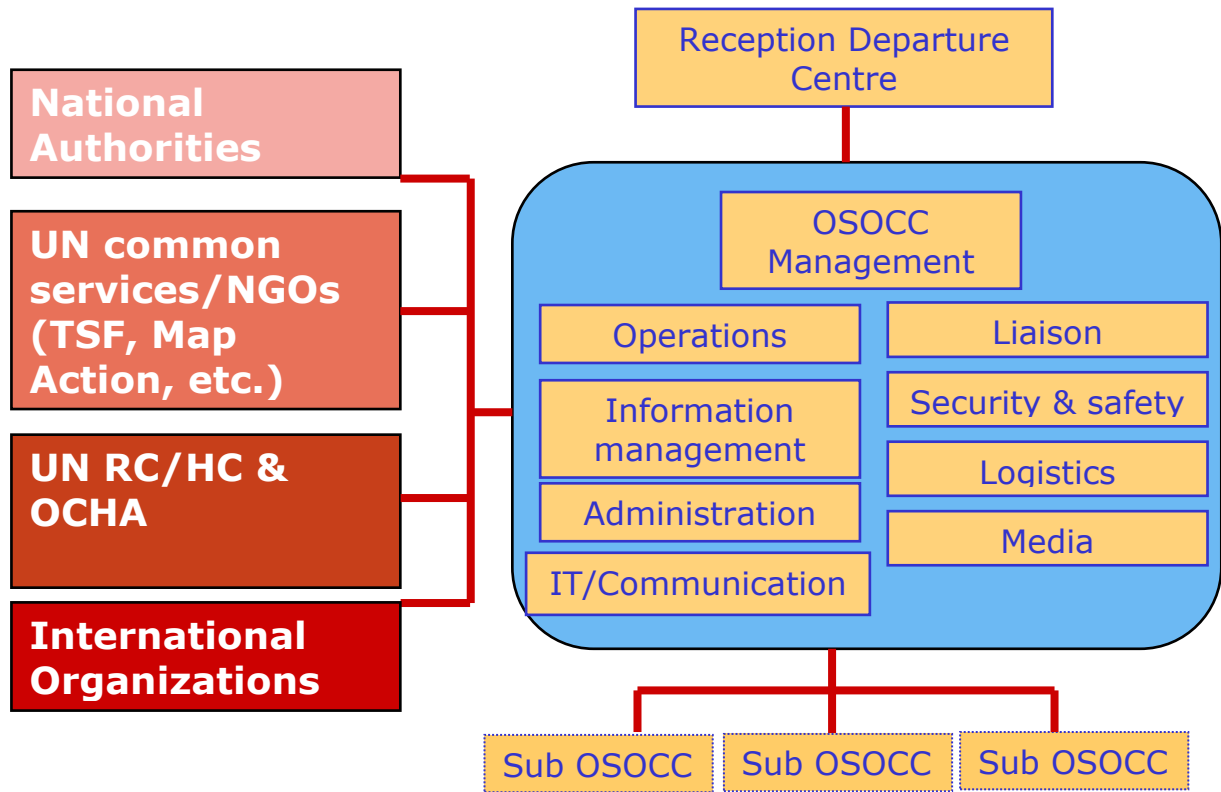 Reception Departure
Centre
National
Authorities
UN common
services/NGOs
(TSF, Map
Action, etc.)
UN RC/HC &
OCHA
International
Organizations
OSOCC
Management
Operations
Information
management
Administration
IT/Communication
Liaison
Security & safety
Logistics
Media
Sub OSOCC
Sub OSOCC
Sub OSOCC